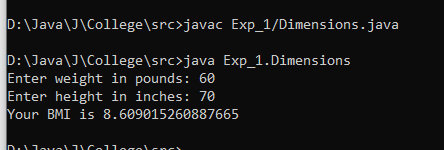 D:\Java\J\College\src>javac Exp_1/Dimensions.java
D:\Java\J\College\src>java Exp_1.Dimensions
Enter weight in pounds: 60
Enter height in inches: 70
Your BMI is 8.609015260887665
D:\Java\J\College\src>